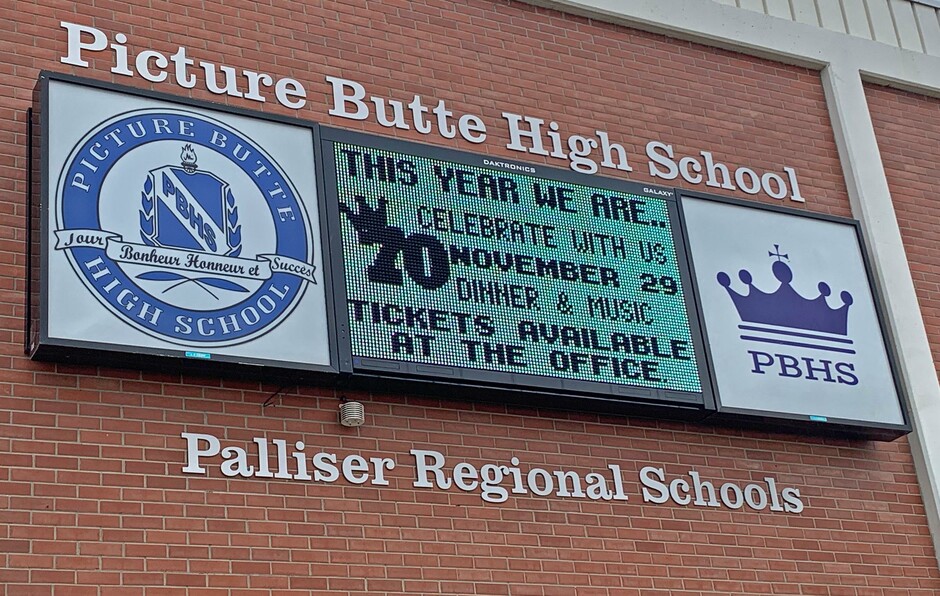 Picture Butte High School
PICTURE BUTTE
PBHS
Jour Bonheur Honneur et Succes
HIGH SCHOOL
DAKTRONICS
GALAXY
THIS YEAR WE ARE...
70
CELEBRATE WITH US
NOVEMBER 29
DINNER & MUSIC
TICKETS AVAILABLE
AT THE OFFICE.
PBHS
Palliser Regional Schools